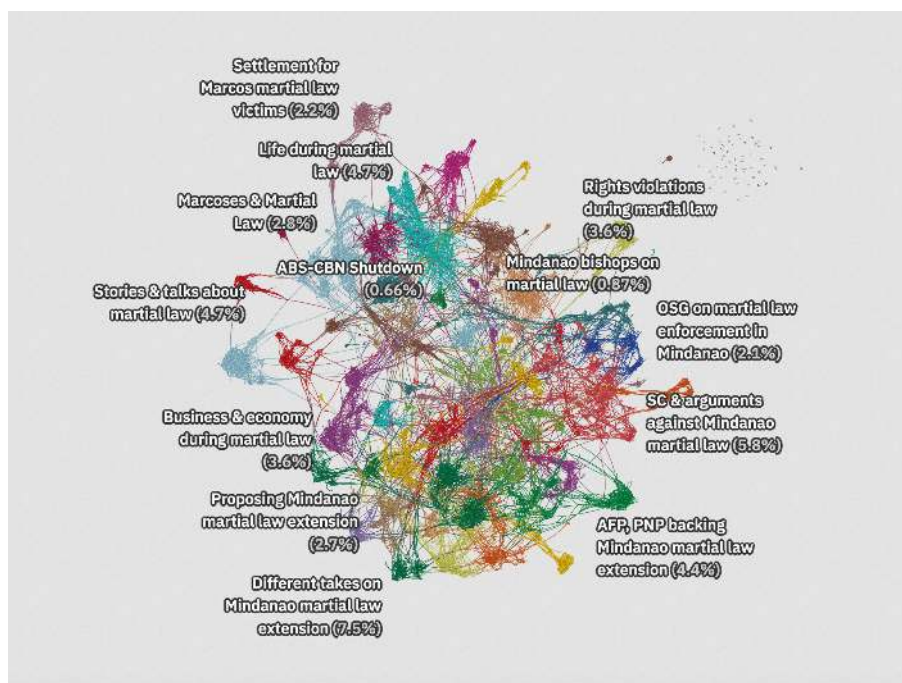 Settlement for
Marcos martial law
victims (2.2%)
Life during martial
law (4.7%)
Marcoses & Martial
Law (2.8%)
Rights violations
during martial law
(3.6%)
ABS-CBN Shutdown
(0.66%)
Mindanao bishops on
martial law (0.87%)
Stories & talks about
martial law (4.7%)
OSG on martial law
enforcement in
Mindanao (2.1%)
SC & arguments
against Mindanao
martial law (5.8%)
Business & economy
during martial law
(3.6%)
Proposing Mindanao
martial law extension
(2.7%)
AFP, PNP backing
Mindanao martial law
extension (4.4%)
Different takes on
Mindanao martial law
extension (7.5%)